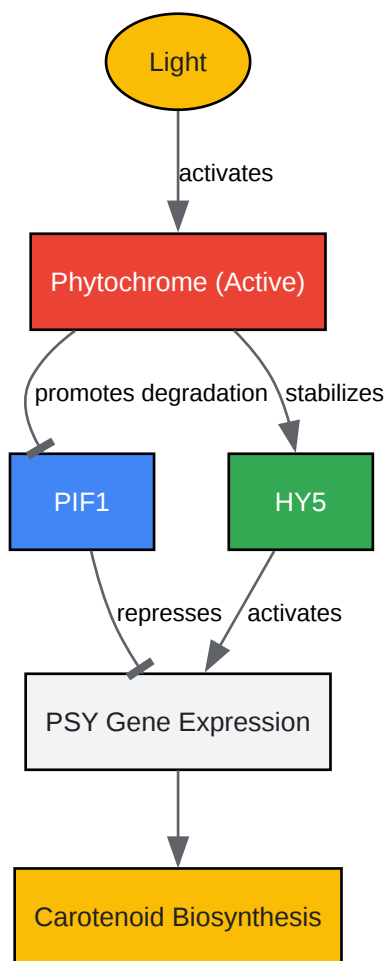 Light
activates
Phytochrome (Active)
promotes degradation
stabilizes
PIF1
HY5
represses
activates
PSY Gene Expression
Carotenoid Biosynthesis